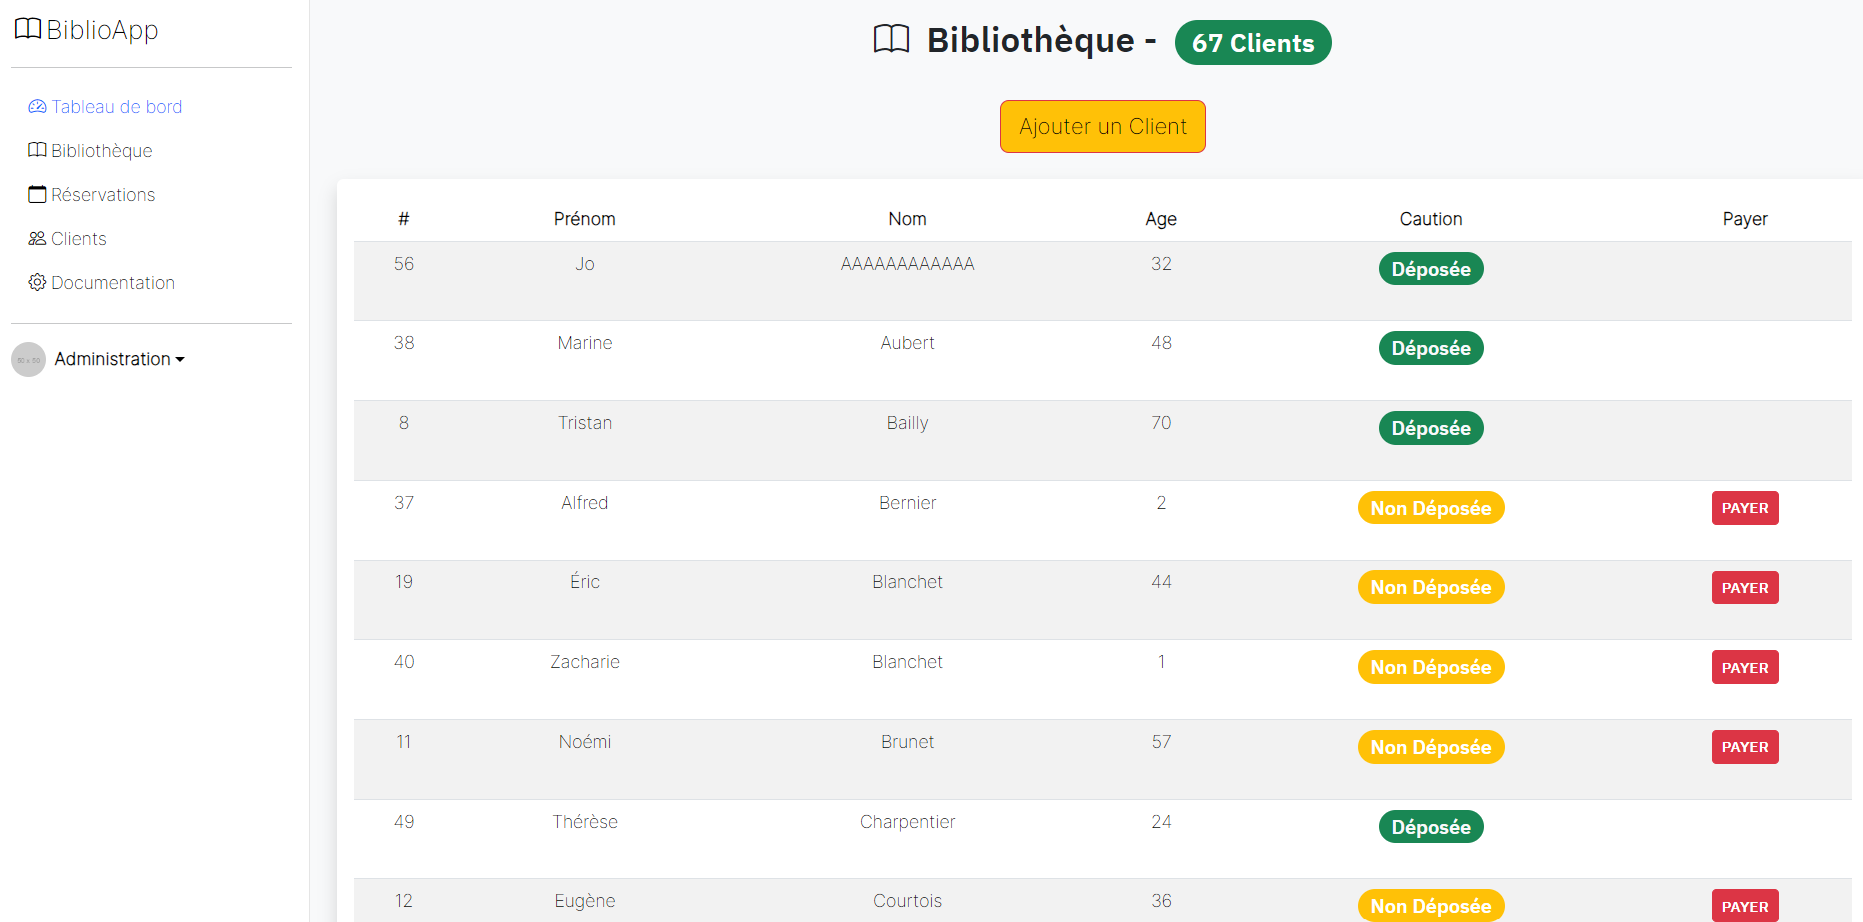 BiblioApp
Tableau de bord
Bibliothèque
Réservations
Clients
Documentation
Administration
Bibliothèque - 67 Clients
Ajouter un Client
# Prénom Nom Age Caution Payer
56 Jo AAAAAAAAAAAA 32 Déposée
38 Marine Aubert 48 Déposée
8 Tristan Bailly 70 Déposée
37 Alfred Bernier 2 Non Déposée PAYER
19 Éric Blanchet 44 Non Déposée PAYER
40 Zacharie Blanchet 1 Non Déposée PAYER
11 Noémi Brunet 57 Non Déposée PAYER
49 Thérèse Charpentier 24 Déposée
12 Eugène Courtois 36 Non Déposée PAYER